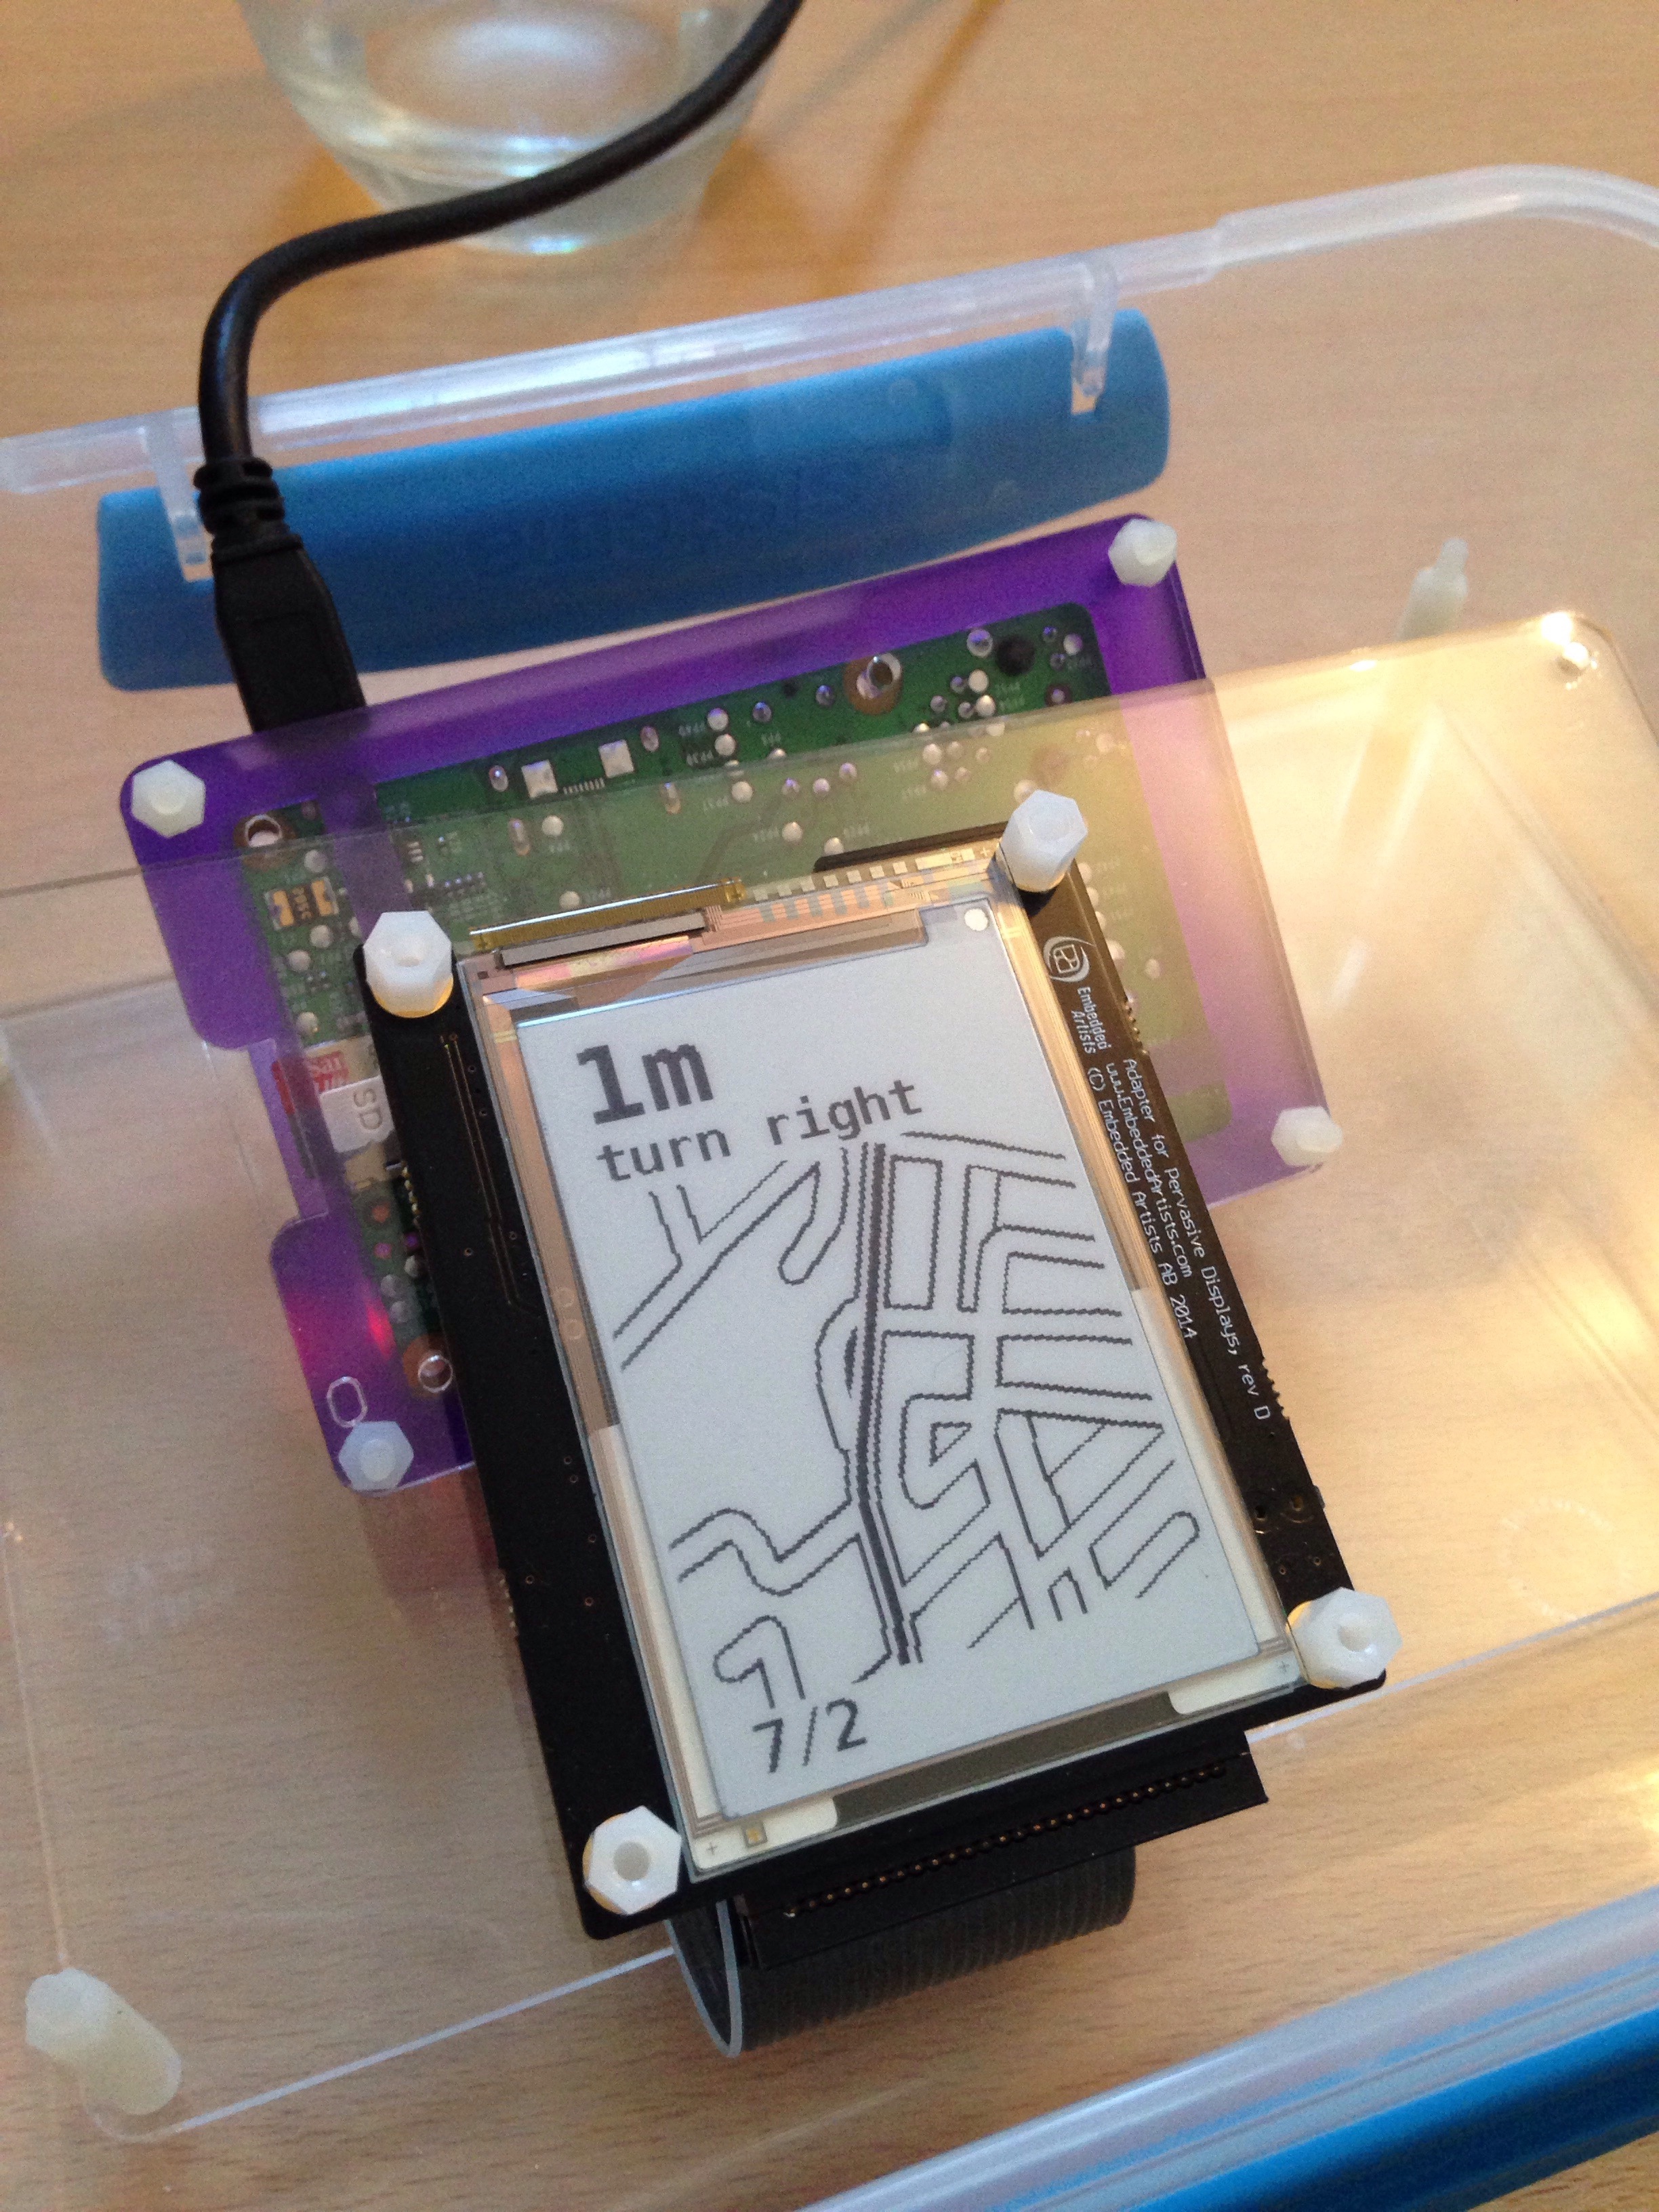 1m
turn right
7/2
Embedded
Artists
Adapter for Pervasive Displays, rev D
www.EmbeddedArtists.com
(C) Embedded Artists AB 2014
SD